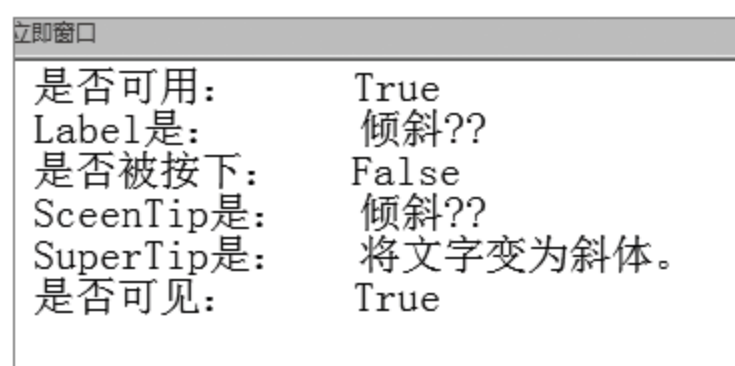 立即窗口
是否可用: True
Label是: 倾斜??
是否被按下: False
SceenTip是: 倾斜??
SuperTip是: 将文字变为斜体。
是否可见: True